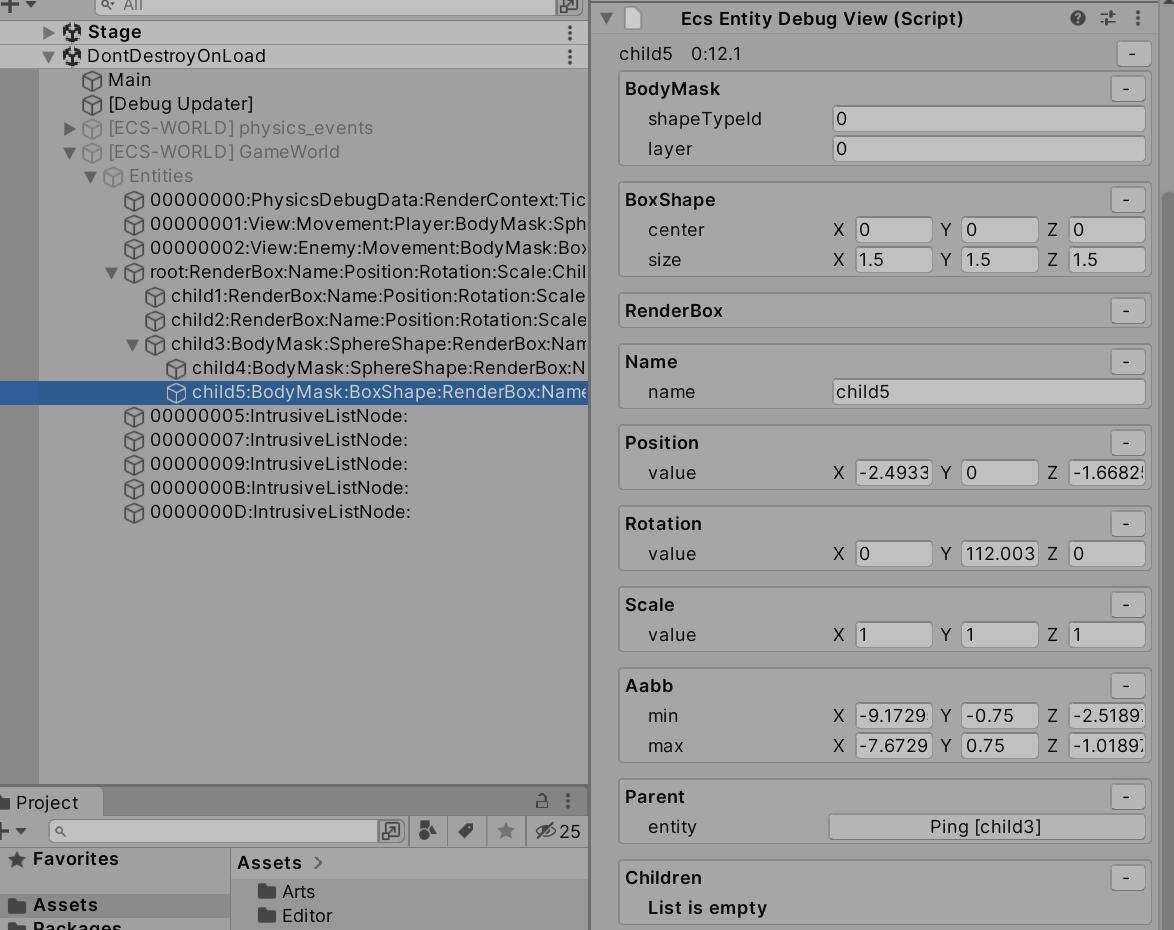 All
Stage
DontDestroyOnLoad
Main
[Debug Updater]
[ECS-WORLD] physics_events
[ECS-WORLD] GameWorld
Entities
00000000:PhysicsDebugData:RenderContext:Tic
00000001:View:Movement:Player:BodyMask:Sph
00000002:View:Enemy:Movement:BodyMask:Box
root:RenderBox:Name:Position:Rotation:Scale:Chil
child1:RenderBox:Name:Position:Rotation:Scale
child2:RenderBox:Name:Position:Rotation:Scale
child3:BodyMask:SphereShape:RenderBox:Nam
child4:BodyMask:SphereShape:RenderBox:N
child5:BodyMask:BoxShape:RenderBox:Name
00000005:IntrusiveListNode:
00000007:IntrusiveListNode:
00000009:IntrusiveListNode:
0000000B:IntrusiveListNode:
0000000D:IntrusiveListNode:
Project
25
Favorites
Assets
Packages
Assets >
Arts
Editor
Ecs Entity Debug View (Script)
child5 0:12.1 -
BodyMask -
shapeTypeId 0
layer 0
BoxShape -
center X 0 Y 0 Z 0
size X 1.5 Y 1.5 Z 1.5
RenderBox -
Name -
name child5
Position -
value X -2.4933 Y 0 Z -1.6682
Rotation -
value X 0 Y 112.003 Z 0
Scale -
value X 1 Y 1 Z 1
Aabb -
min X -9.1729 Y -0.75 Z -2.5189
max X -7.6729 Y 0.75 Z -1.0189
Parent -
entity Ping [child3]
Children -
List is empty